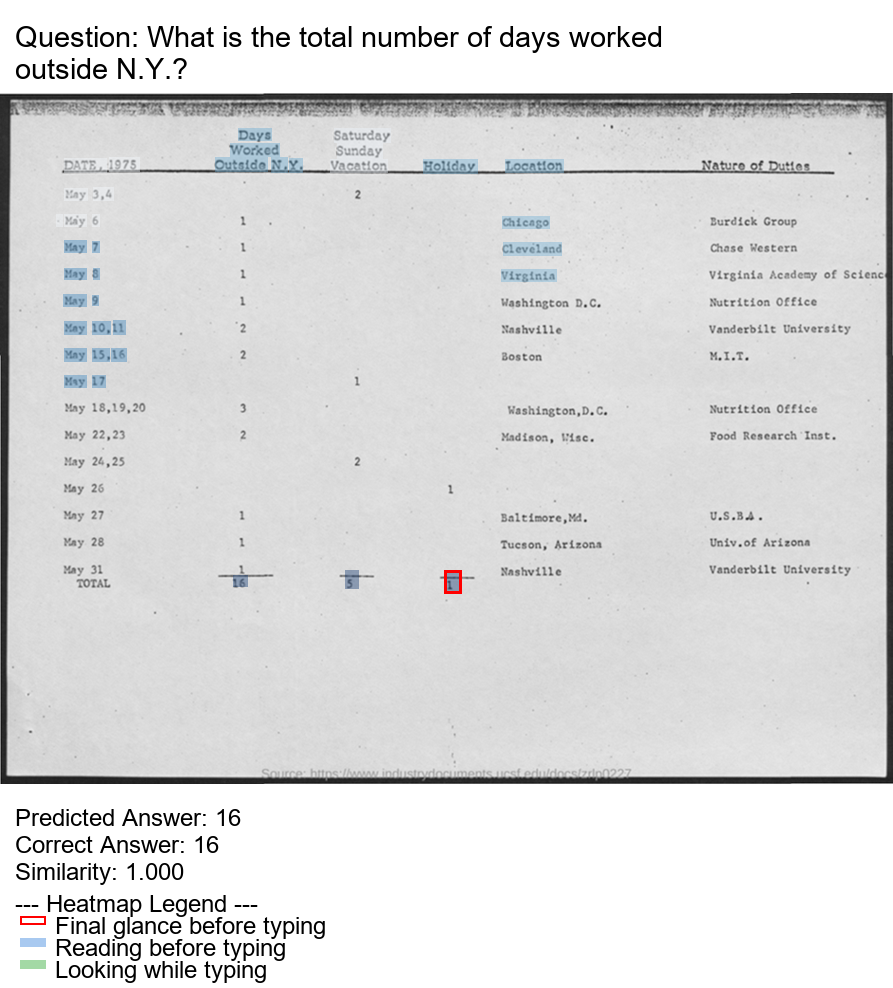 Question: What is the total number of days worked
outside N.Y.?
Days Saturday
Worked Sunday
DATE, 1975 Outside N.Y. Vacation Holiday Location Nature of Duties
May 3,4 2
May 6 1 Chicago Burdick Group
May 7 1 Cleveland Chase Western
May 8 1 Virginia Virginia Academy of Scienc
May 9 1 Washington D.C. Nutrition Office
May 10,11 2 Nashville Vanderbilt University
May 15,16 2 Boston M.I.T.
May 17 1
May 18,19,20 3 Washington,D.C. Nutrition Office
May 22,23 2 Madison, Wisc. Food Research Inst.
May 24,25 2
May 26 1
May 27 1 Baltimore,Md. U.S.B.A.
May 28 1 Tucson, Arizona Univ.of Arizona
May 31 1 Nashville Vanderbilt University
TOTAL 16 5 1
Source: https://www.industrydocuments.ucsf.edu/docs/zrlp0227
Predicted Answer: 16
Correct Answer: 16
Similarity: 1.000
--- Heatmap Legend ---
Final glance before typing
Reading before typing
Looking while typing